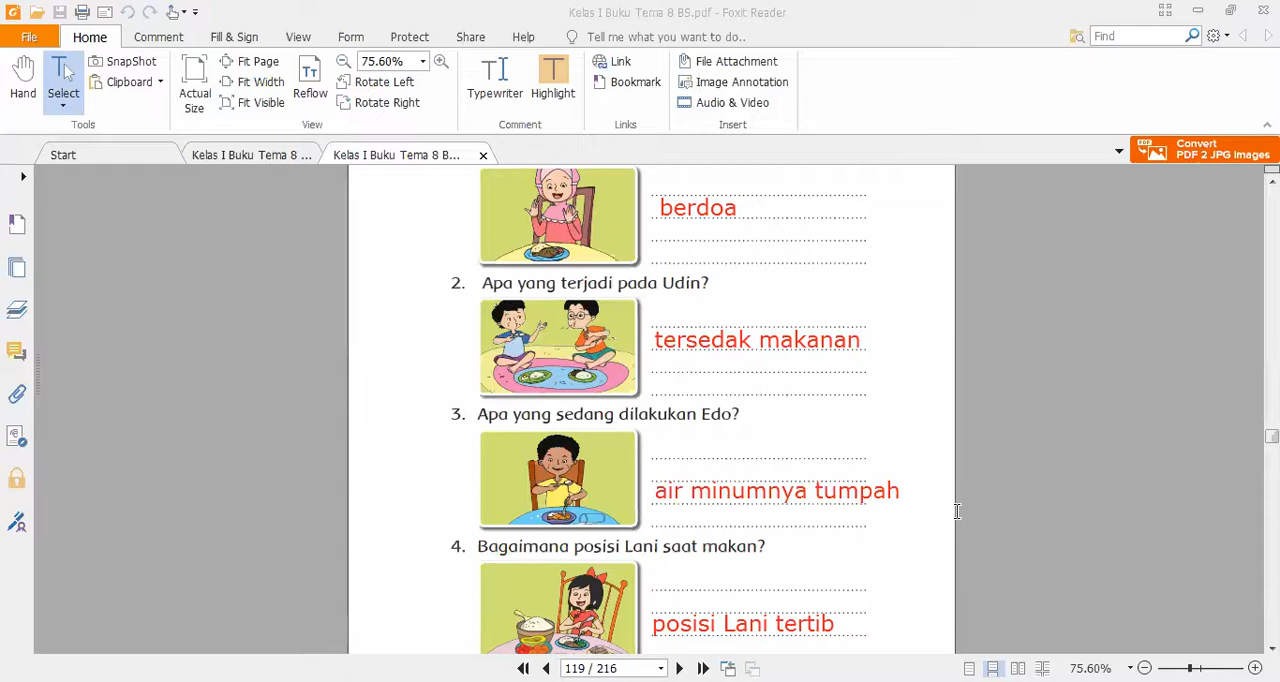 Kelas I Buku Tema 8 BS.pdf - Foxit Reader
File Home Comment Fill & Sign View Form Protect Share Help Tell me what you want to do.. Find
Hand
Select
SnapShot
Clipboard
Tools
Actual Size
Fit Page
Fit Width
Fit Visible
Reflow
75.60%
Rotate Left
Rotate Right
View
Typewriter
Highlight
Comment
Link
Bookmark
Links
File Attachment
Image Annotation
Audio & Video
Insert
Start
Kelas I Buku Tema 8 ...
Kelas I Buku Tema 8 B...
Convert
PDF 2 JPG Images
berdoa
2. Apa yang terjadi pada Udin?
tersedak makanan
3. Apa yang sedang dilakukan Edo?
air minumnya tumpah
4. Bagaimana posisi Lani saat makan?
posisi Lani tertib
119 / 216
75.60%